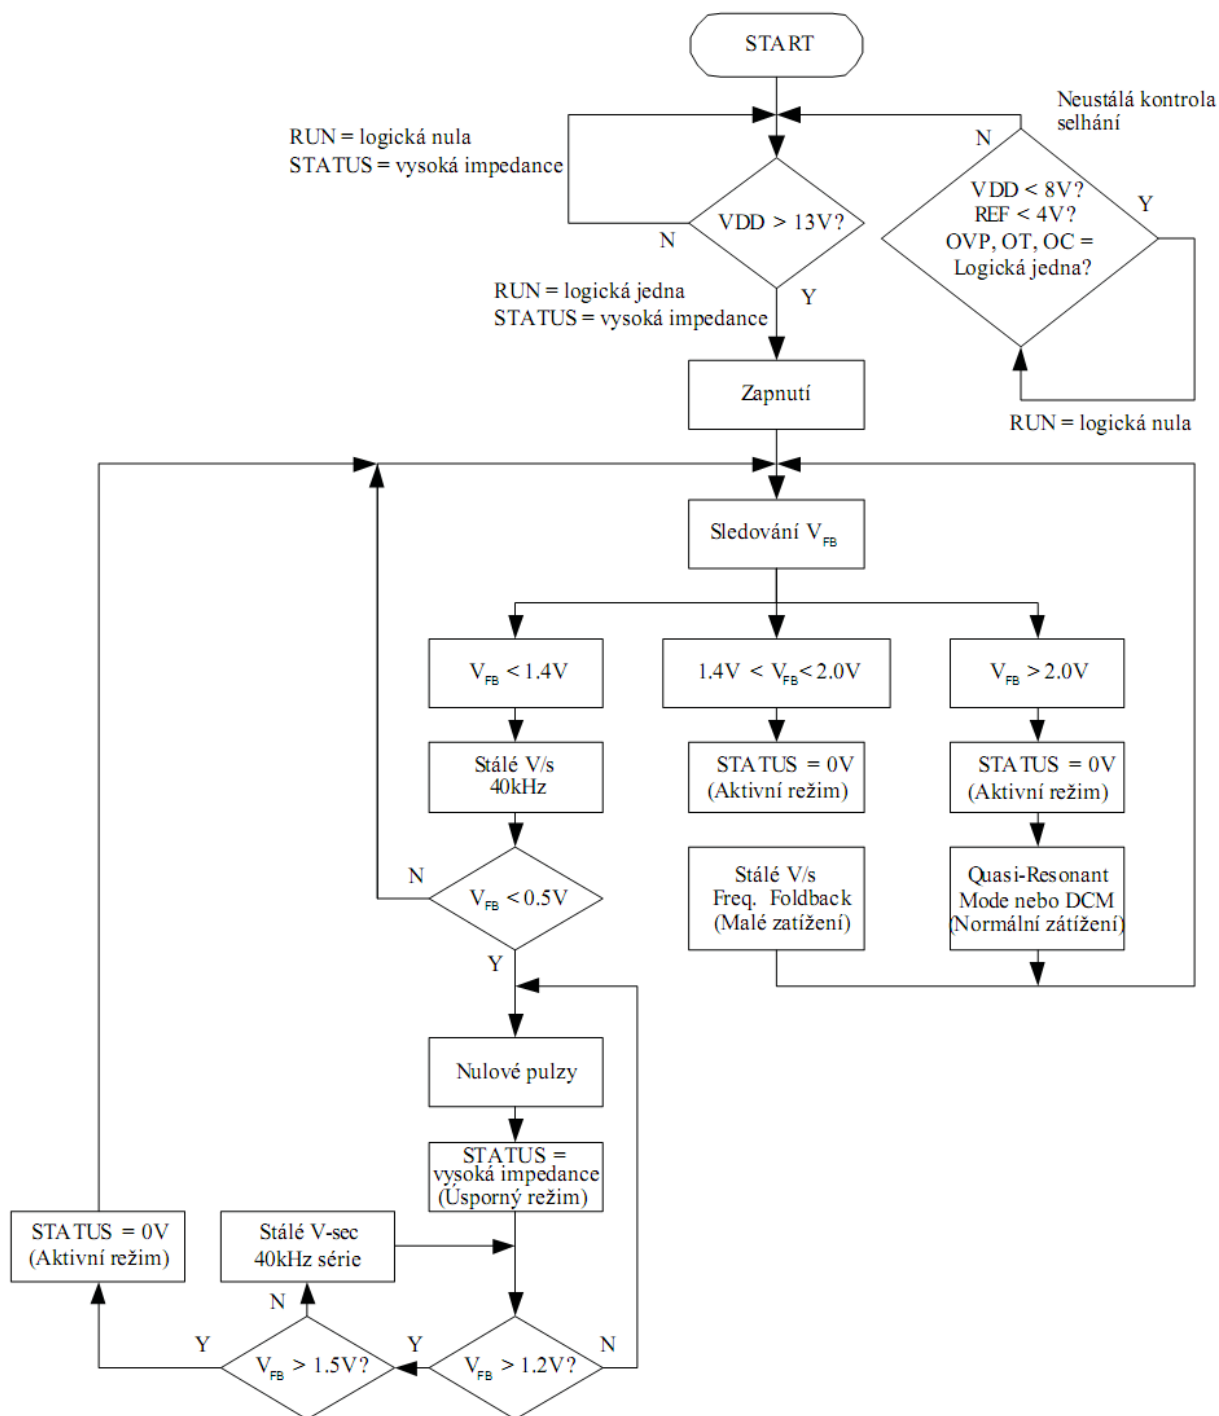 START
Neustálá kontrola
selhání
RUN = logická nula
STATUS = vysoká impedance
N
VDD < 8V?
REF < 4V?
OVP, OT, OC =
Logická jedna?
Y
VDD > 13V?
N
RUN = logická jedna
STATUS = vysoká impedance
Y
Zapnutí
RUN = logická nula
Sledování VFB
VFB < 1.4V
1.4V < VFB < 2.0V
VFB > 2.0V
Stálé V/s
40kHz
STATUS = 0V
(Aktivní režim)
STATUS = 0V
(Aktivní režim)
N
VFB < 0.5V
Y
Stálé V/s
Freq. Foldback
(Malé zatížení)
Quasi-Resonant
Mode nebo DCM
(Normální zátížení)
Nulové pulzy
STATUS =
vysoká impedance
(Úsporný režim)
STATUS = 0V
(Aktivní režim)
Stálé V-sec
40kHz série
N
Y
VFB > 1.5V?
Y
VFB > 1.2V?
N